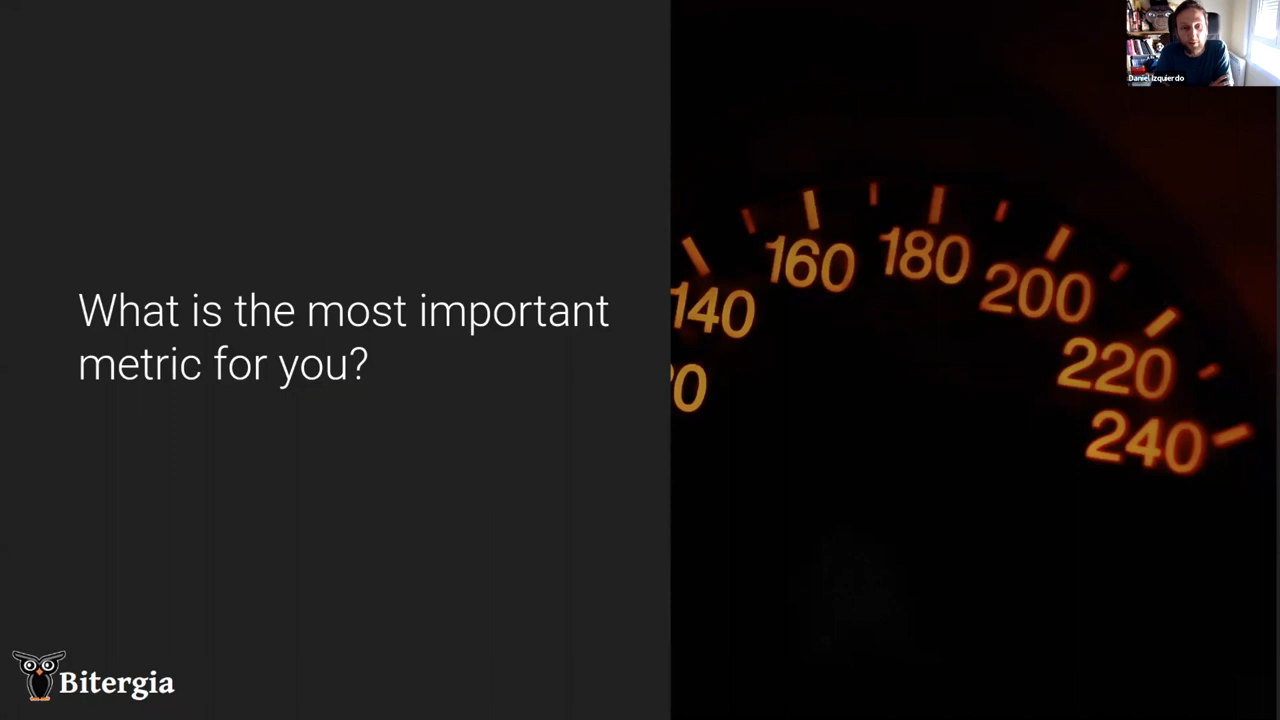 Daniel Izquierdo
What is the most important
metric for you?
140
160
180
200
220
240
Bitergia